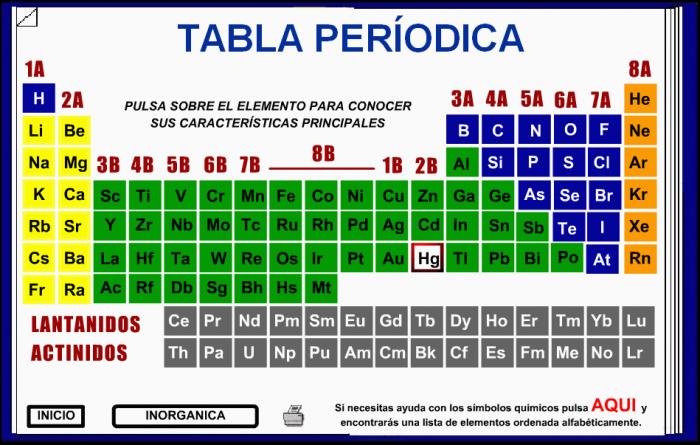 TABLA PERÍODICA
1A 8A
H 2A PULSA SOBRE EL ELEMENTO PARA CONOCER 3A 4A 5A 6A 7A He
SUS CARACTERÍSTICAS PRINCIPALES
Li Be B C N O F Ne
Na Mg 3B 4B 5B 6B 7B 8B 1B 2B Al Si P S Cl Ar
K Ca Sc Ti V Cr Mn Fe Co Ni Cu Zn Ga Ge As Se Br Kr
Rb Sr Y Zr Nb Mo Tc Ru Rh Pd Ag Cd In Sn Sb Te I Xe
Cs Ba La Hf Ta W Re Os Ir Pt Au Hg Tl Pb Bi Po At Rn
Fr Ra Ac Rf Db Sg Bh Hs Mt
LANTANIDOS Ce Pr Nd Pm Sm Eu Gd Tb Dy Ho Er Tm Yb Lu
ACTINIDOS Th Pa U Np Pu Am Cm Bk Cf Es Fm Me No Lr
INICIO INORGANICA
Si necesitas ayuda con los símbolos químicos pulsa AQUI y
encontrarás una lista de elementos ordenada alfabéticamente.